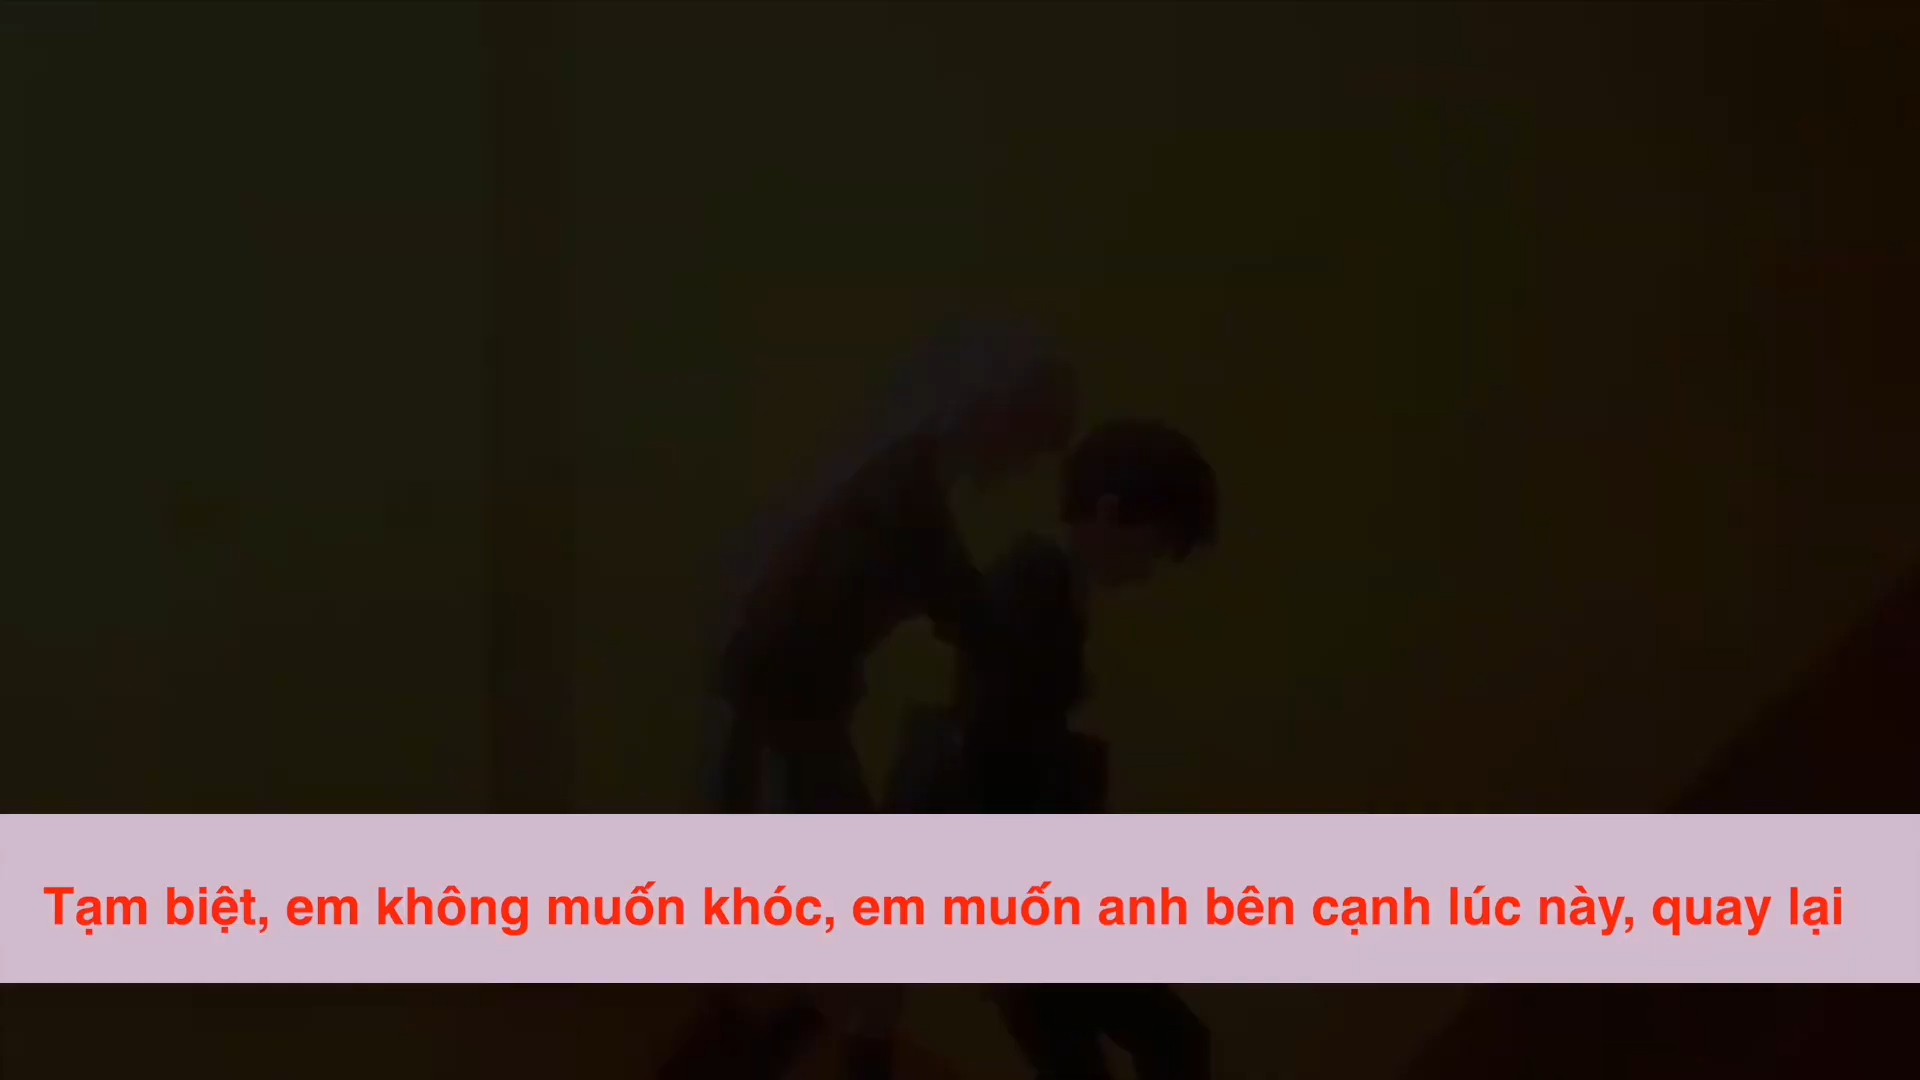 Tạm biệt, em không muốn khóc, em muốn anh bên cạnh lúc này, quay lại